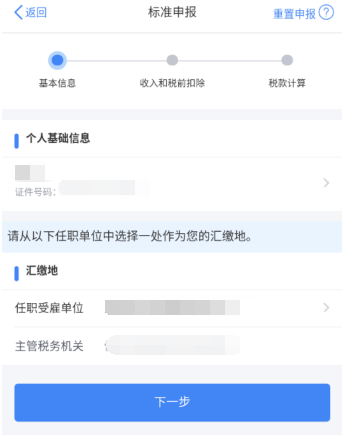 返回 标准申报 重置申报 ?
基本信息 收入和税前扣除 税款计算
个人基础信息
证件号码:
请从以下任职单位中选择一处作为您的汇缴地。
汇缴地
任职受雇单位
主管税务机关
下一步